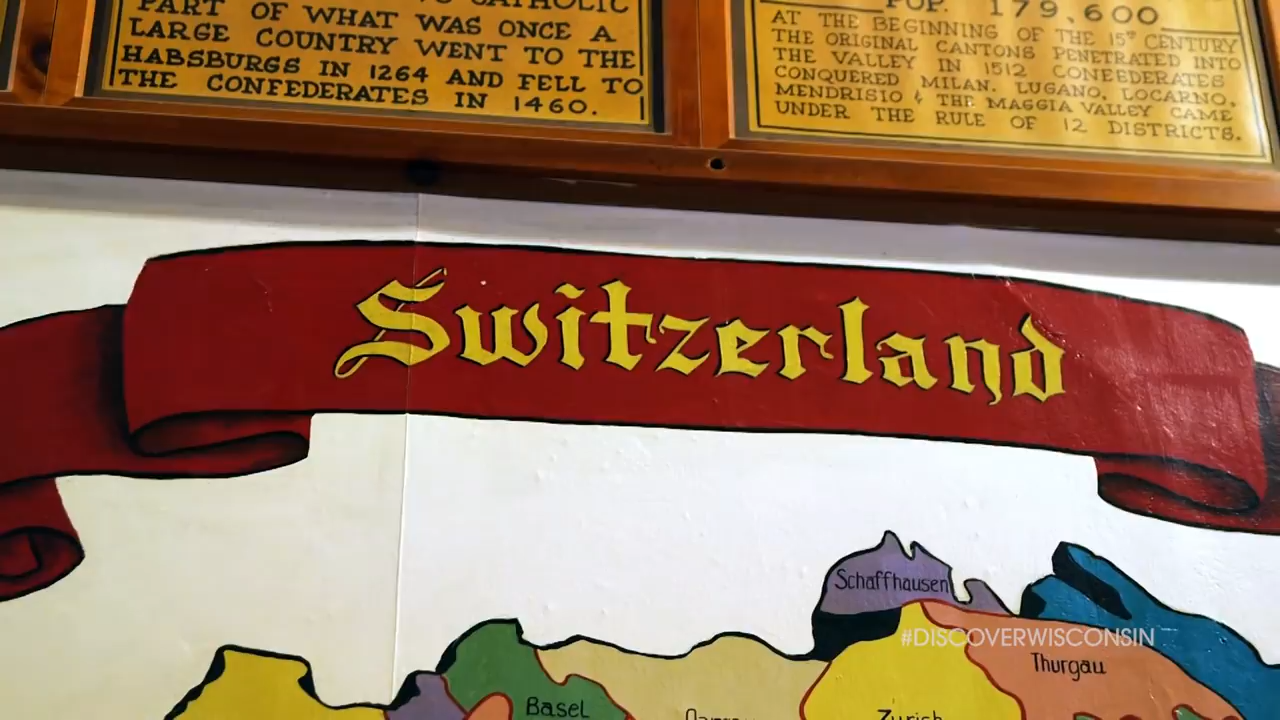 CATHOLIC
PART OF WHAT WAS ONCE A
LARGE COUNTRY WENT TO THE
HABSBURGS IN 1264 AND FELL TO
THE CONFEDERATES IN 1460.
POP. 179,600
AT THE BEGINNING OF THE 15TH CENTURY
THE ORIGINAL CANTONS PENETRATED INTO
THE VALLEY IN 1512 CONFEDERATES
CONQUERED MILAN. LUGANO, LOCARNO,
MENDRISIO & THE MAGGIA VALLEY CAME
UNDER THE RULE OF 12 DISTRICTS.
Switzerland
Schaffhausen
#DISCOVERWISCONSIN
Thurgau
Basel
Zurich